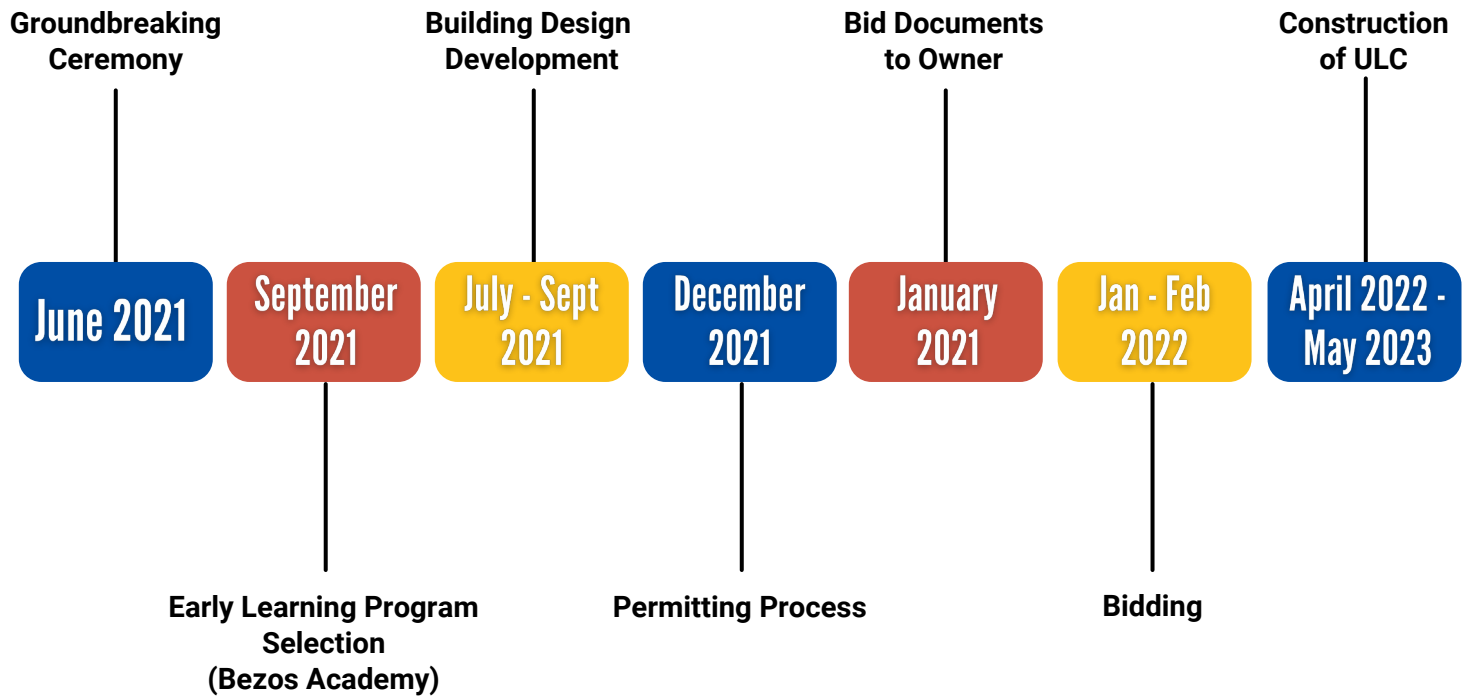 Groundbreaking
Ceremony
Building Design
Development
Bid Documents
to Owner
Construction
of ULC
June 2021
September
2021
July - Sept
2021
December
2021
January
2021
Jan - Feb
2022
April 2022 -
May 2023
Early Learning Program
Selection
(Bezos Academy)
Permitting Process
Bidding